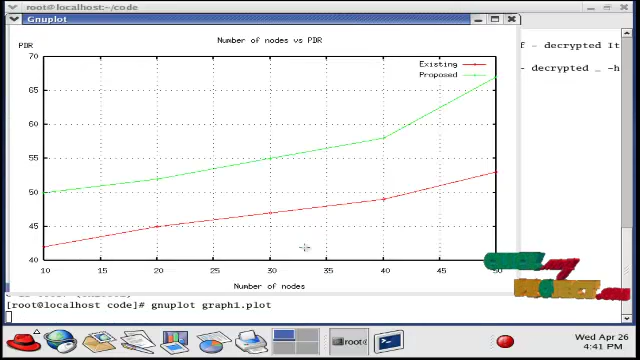 root@localhost:~/code
Gnuplot
Number of nodes vs PDR
PDR
70
65
60
55
50
45
40
Existing
Proposed
10 15 20 25 30 35 40 45 50
Number of nodes
f - decrypted It
- decrypted _ -h
[root@localhost code]# gnuplot graph1.plot
root@
Wed Apr 26
4:41 PM